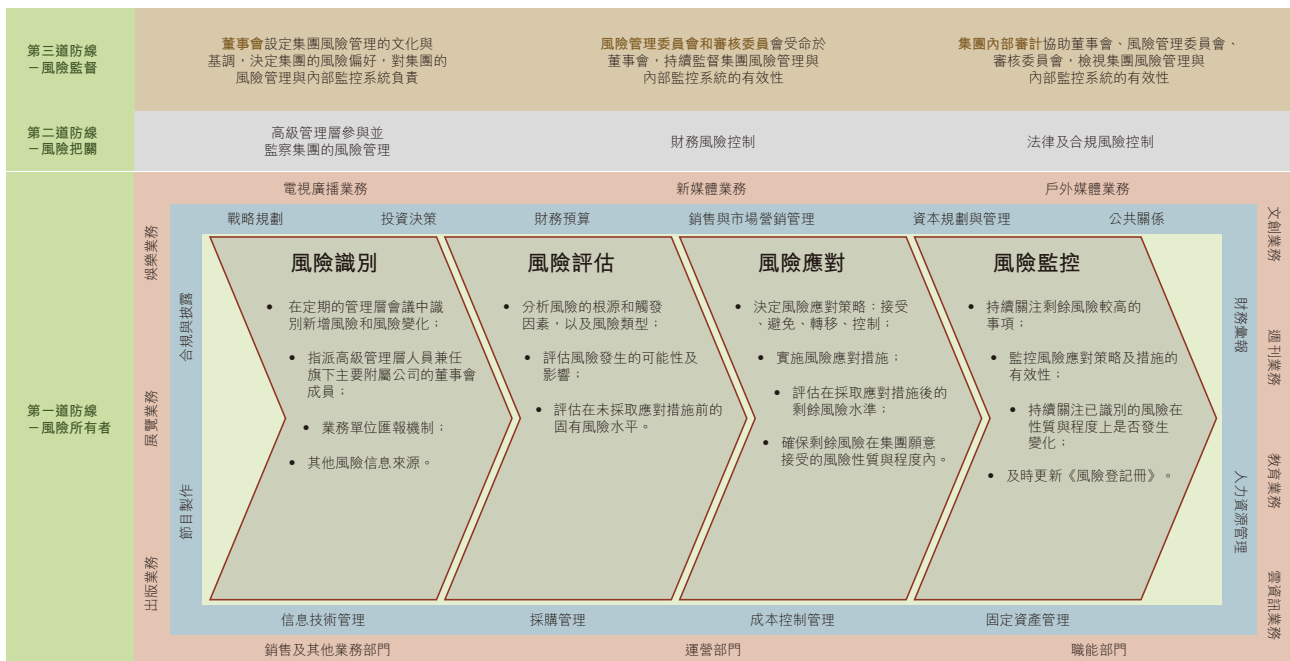 第三道防線
－風險監督
董事會設定集團風險管理的文化與
基調，決定集團的風險偏好，對集團的
風險管理與內部監控系統負責
風險管理委員會和審核委員會受命於
董事會，持續監督集團風險管理與
內部監控系統的有效性
集團內部審計協助董事會、風險管理委員會、
審核委員會，檢視集團風險管理與
內部監控系統的有效性
第二道防線
－風險把關
高級管理層參與並
監察集團的風險管理
財務風險控制
法律及合規風險控制
第一道防線
－風險所有者
電視廣播業務
新媒體業務
戶外媒體業務
娛樂業務
展覽業務
出版業務
戰略規劃
投資決策
財務預算
銷售與市場營銷管理
資本規劃與管理
公共關係
合規與披露
節目製作
風險識別
• 在定期的管理層會議中識
別新增風險和風險變化；
• 指派高級管理層人員兼任
旗下主要附屬公司的董事會
成員；
• 業務單位匯報機制；
• 其他風險信息來源。
風險評估
• 分析風險的根源和觸發
因素，以及風險類型；
• 評估風險發生的可能性及
影響；
• 評估在未採取應對措施前的
固有風險水平。
風險應對
• 決定風險應對策略：接受
、避免、轉移、控制；
• 實施風險應對措施；
• 評估在採取應對措施後的
剩餘風險水準；
• 確保剩餘風險在集團願意
接受的風險性質與程度內。
風險監控
• 持續關注剩餘風險較高的
事項；
• 監控風險應對策略及措施的
有效性；
• 持續關注已識別的風險在
性質與程度上是否發生
變化；
• 及時更新《風險登記冊》。
財務彙報
人力資源管理
文創業務
週刊業務
教育業務
雲資訊業務
信息技術管理
採購管理
成本控制管理
固定資產管理
銷售及其他業務部門
運營部門
職能部門